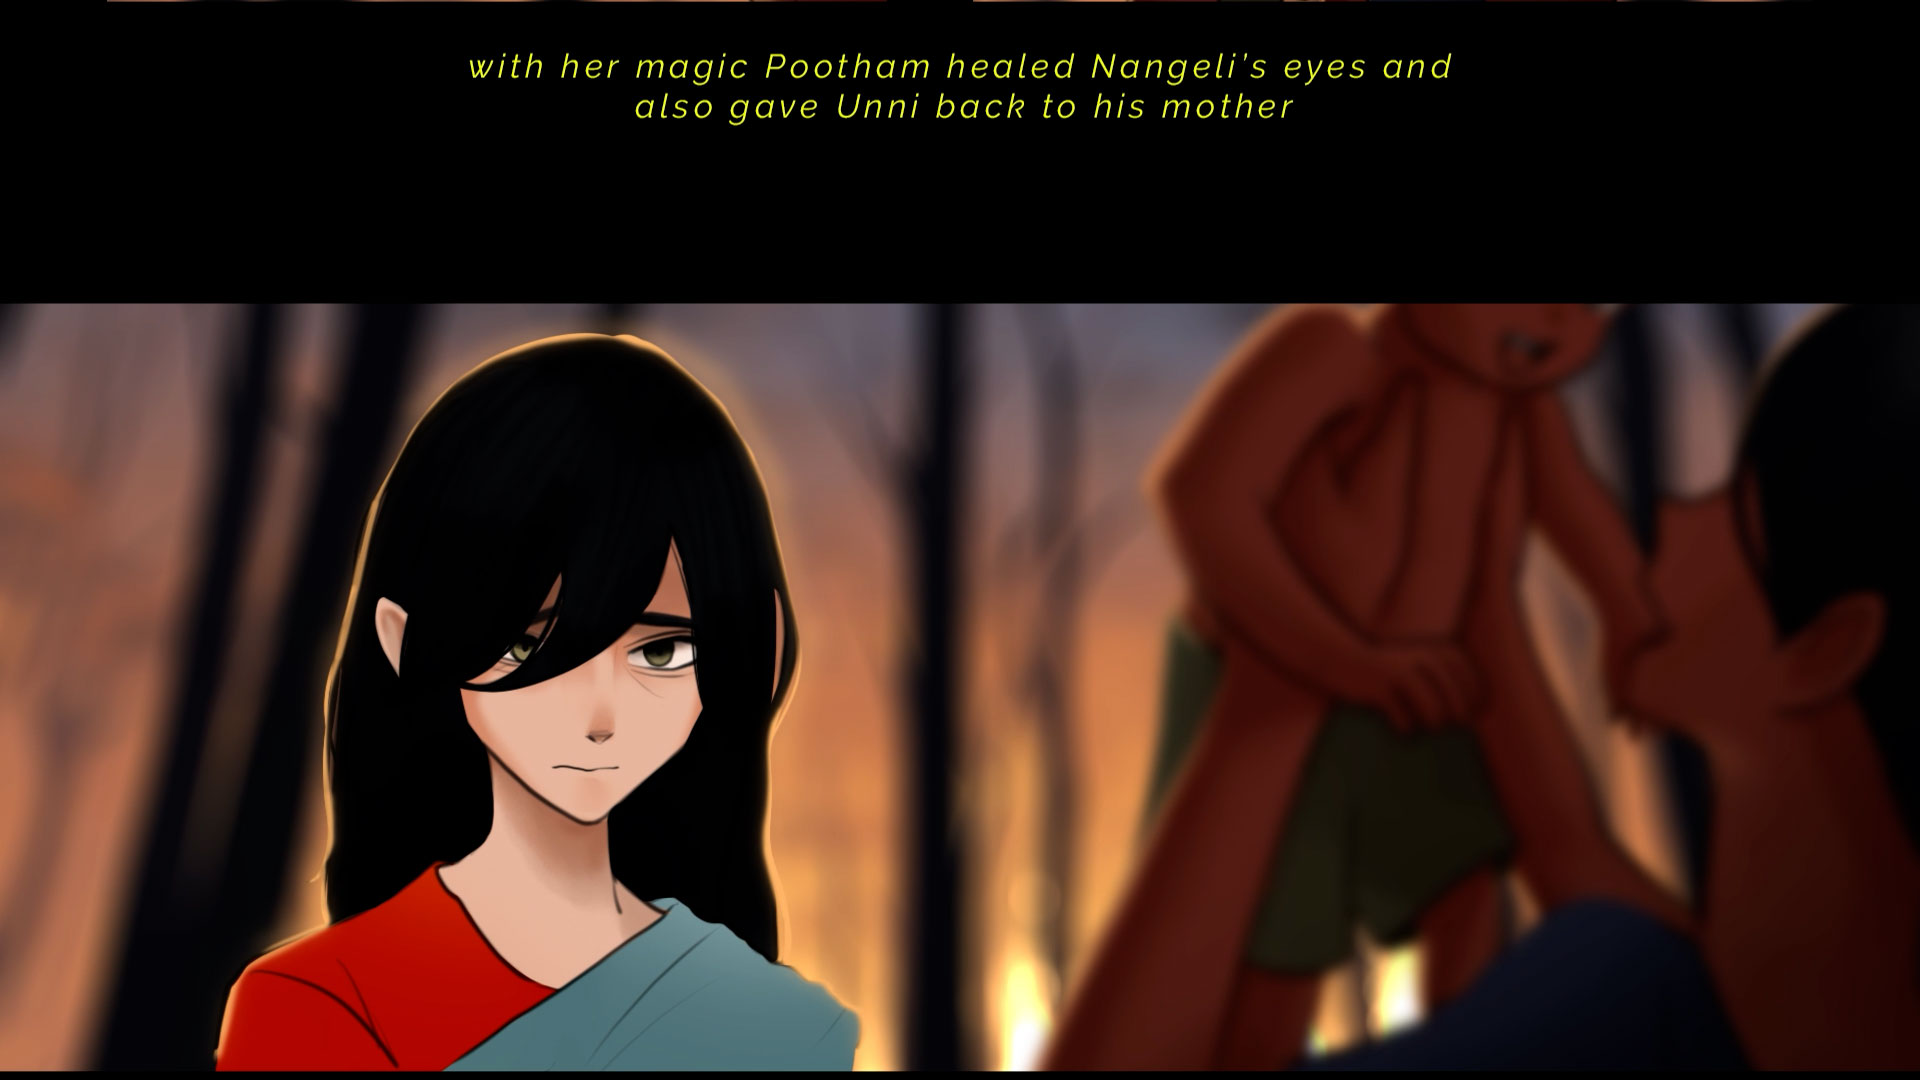 with her magic Pootham healed Nangeli's eyes and
also gave Unni back to his mother